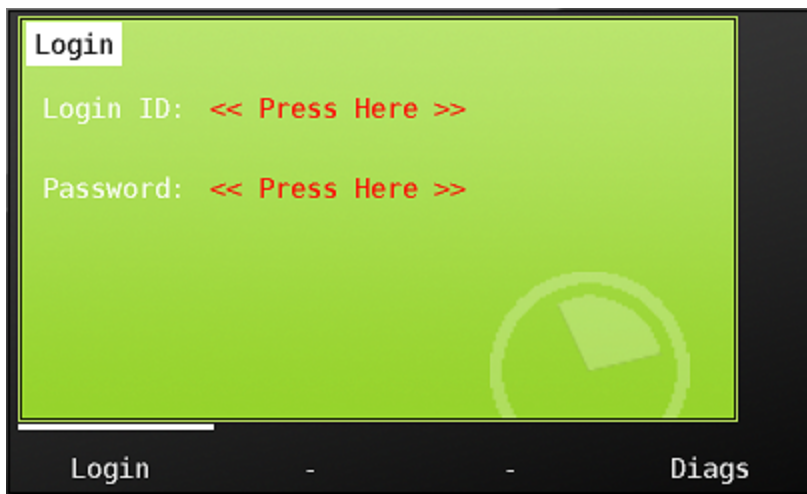 Login
Login ID: << Press Here >>
Password: << Press Here >>
Login - - Diags